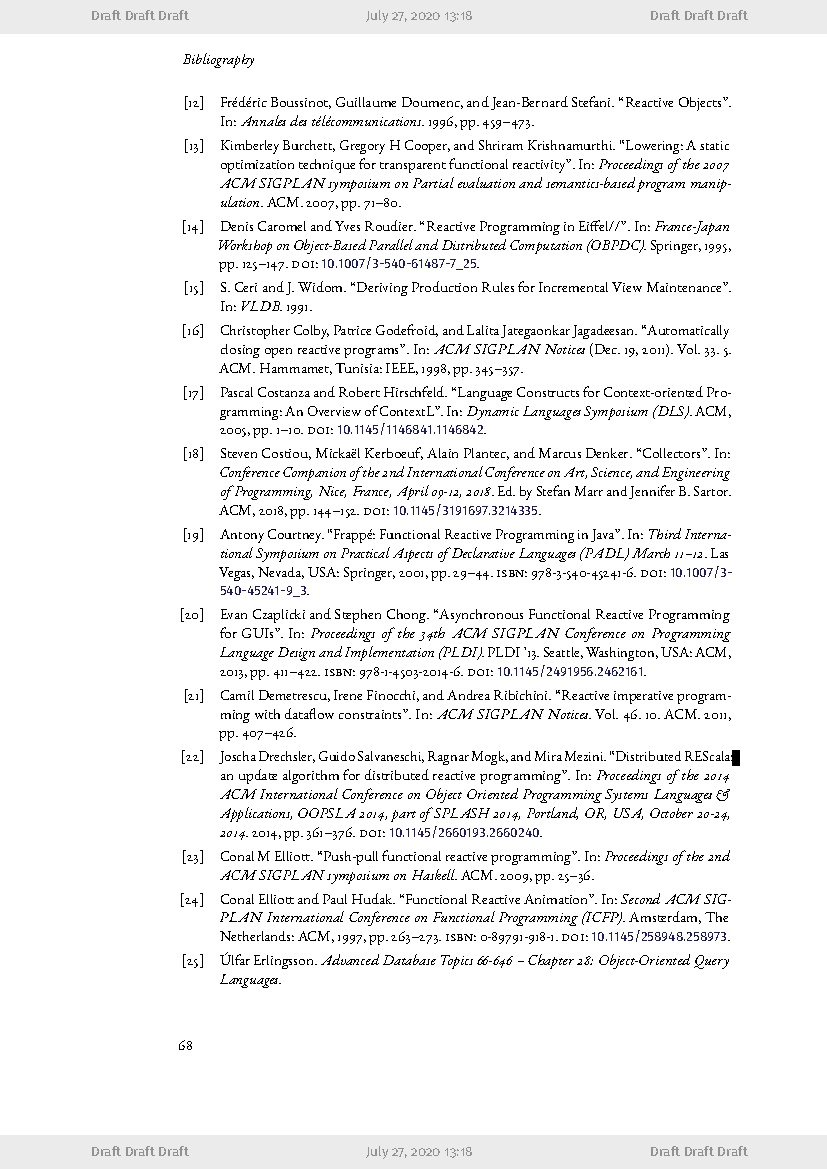 Draft Draft Draft July 27, 2020 13:18 Draft Draft Draft
Bibliography
[12] Frédéric Boussinot, Guillaume Doumenc, and Jean-Bernard Stefani. “Reactive Objects”.
In: Annales des télécommunications. 1996, pp. 459–473.
[13] Kimberley Burchett, Gregory H Cooper, and Shriram Krishnamurthi. “Lowering: A static
optimization technique for transparent functional reactivity”. In: Proceedings of the 2007
ACM SIGPLAN symposium on Partial evaluation and semantics-based program manip-
ulation. ACM. 2007, pp. 71–80.
[14] Denis Caromel and Yves Roudier. “Reactive Programming in Eiffel//”. In: France-Japan
Workshop on Object-Based Parallel and Distributed Computation (OBPDC). Springer, 1995,
pp. 125–147. DOI: 10.1007/3-540-61487-7_25.
[15] S. Ceri and J. Widom. “Deriving Production Rules for Incremental View Maintenance”.
In: VLDB. 1991.
[16] Christopher Colby, Patrice Godefroid, and Lalita Jategaonkar Jagadeesan. “Automatically
closing open reactive programs”. In: ACM SIGPLAN Notices (Dec. 19, 2011). Vol. 33. 5.
ACM. Hammamet, Tunisia: IEEE, 1998, pp. 345–357.
[17] Pascal Costanza and Robert Hirschfeld. “Language Constructs for Context-oriented Pro-
gramming: An Overview of ContextL”. In: Dynamic Languages Symposium (DLS). ACM,
2005, pp. 1–10. DOI: 10.1145/1146841.1146842.
[18] Steven Costiou, Mickaël Kerboeuf, Alain Plantec, and Marcus Denker. “Collectors”. In:
Conference Companion of the 2nd International Conference on Art, Science, and Engineering
of Programming, Nice, France, April 09-12, 2018. Ed. by Stefan Marr and Jennifer B. Sartor.
ACM, 2018, pp. 144–152. DOI: 10.1145/3191697.3214335.
[19] Antony Courtney. “Frappé: Functional Reactive Programming in Java”. In: Third Interna-
tional Symposium on Practical Aspects of Declarative Languages (PADL) March 11–12. Las
Vegas, Nevada, USA: Springer, 2001, pp. 29–44. ISBN: 978-3-540-45241-6. DOI: 10.1007/3-
540-45241-9_3.
[20] Evan Czaplicki and Stephen Chong. “Asynchronous Functional Reactive Programming
for GUIs”. In: Proceedings of the 34th ACM SIGPLAN Conference on Programming
Language Design and Implementation (PLDI). PLDI ’13. Seattle, Washington, USA: ACM,
2013, pp. 411–422. ISBN: 978-1-4503-2014-6. DOI: 10.1145/2491956.2462161.
[21] Camil Demetrescu, Irene Finocchi, and Andrea Ribichini. “Reactive imperative program-
ming with dataflow constraints”. In: ACM SIGPLAN Notices. Vol. 46. 10. ACM. 2011,
pp. 407–426.
[22] Joscha Drechsler, Guido Salvaneschi, Ragnar Mogk, and Mira Mezini. “Distributed REScala:
an update algorithm for distributed reactive programming”. In: Proceedings of the 2014
ACM International Conference on Object Oriented Programming Systems Languages &
Applications, OOPSLA 2014, part of SPLASH 2014, Portland, OR, USA, October 20-24,
2014. 2014, pp. 361–376. DOI: 10.1145/2660193.2660240.
[23] Conal M Elliott. “Push-pull functional reactive programming”. In: Proceedings of the 2nd
ACM SIGPLAN symposium on Haskell. ACM. 2009, pp. 25–36.
[24] Conal Elliott and Paul Hudak. “Functional Reactive Animation”. In: Second ACM SIG-
PLAN International Conference on Functional Programming (ICFP). Amsterdam, The
Netherlands: ACM, 1997, pp. 263–273. ISBN: 0-89791-918-1. DOI: 10.1145/258948.258973.
[25] Úlfar Erlingsson. Advanced Database Topics 66-646 – Chapter 28: Object-Oriented Query
Languages.
68
Draft Draft Draft July 27, 2020 13:18 Draft Draft Draft